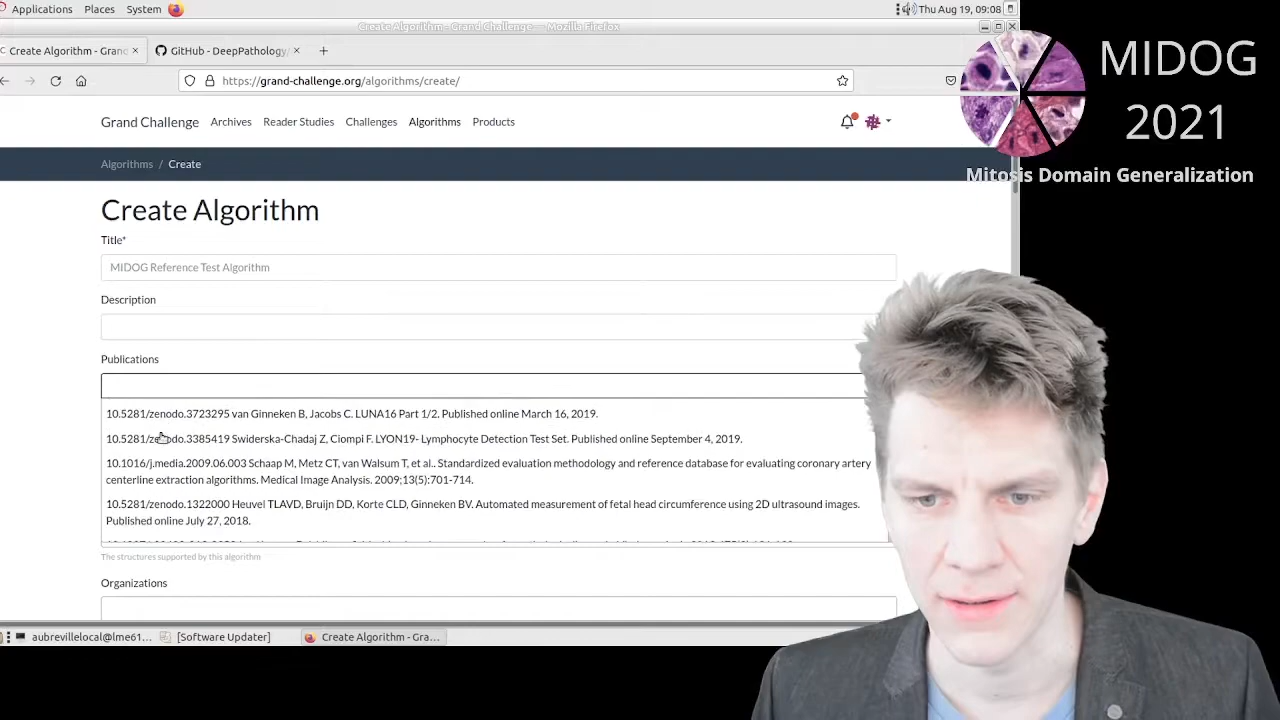 Applications Places System Thu Aug 19, 09:08
Create Algorithm - Grand Challenge — Mozilla Firefox
Create Algorithm - Granc × GitHub - DeepPathology/ × +
https://grand-challenge.org/algorithms/create/
MIDOG
2021
Mitosis Domain Generalization
Grand Challenge Archives Reader Studies Challenges Algorithms Products
Algorithms / Create
Create Algorithm
Title*
MIDOG Reference Test Algorithm
Description
Publications
10.5281/zenodo.3723295 van Ginneken B, Jacobs C. LUNA16 Part 1/2. Published online March 16, 2019.
10.5281/zenodo.3385419 Swiderska-Chadaj Z, Ciompi F. LYON19- Lymphocyte Detection Test Set. Published online September 4, 2019.
10.1016/j.media.2009.06.003 Schaap M, Metz CT, van Walsum T, et al.. Standardized evaluation methodology and reference database for evaluating coronary artery
centerline extraction algorithms. Medical Image Analysis. 2009;13(5):701-714.
10.5281/zenodo.1322000 Heuvel TLAVD, Bruijn DD, Korte CLD, Ginneken BV. Automated measurement of fetal head circumference using 2D ultrasound images.
Published online July 27, 2018.
The structures supported by this algorithm
Organizations
aubrevillelocal@lme61... [Software Updater] Create Algorithm - Gra...